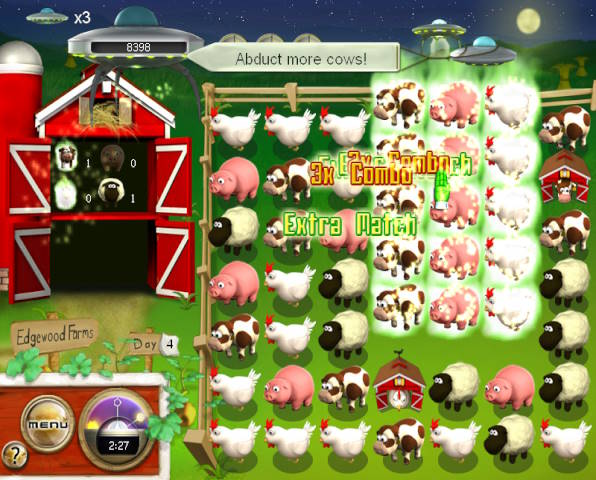 x3
8398
Abduct more cows!
3x Combo
Extra Match
1 0
0 1
Edgewood Farms
Day 4
MENU
2:27
?